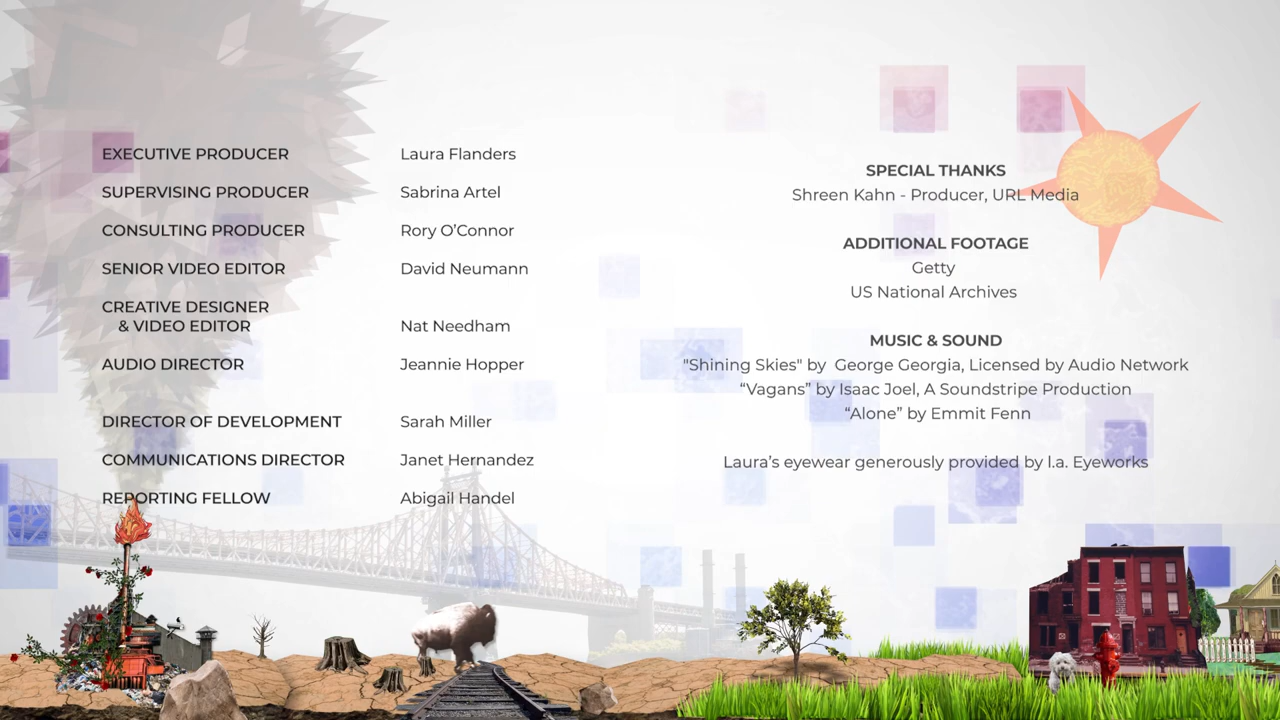 EXECUTIVE PRODUCER Laura Flanders
SUPERVISING PRODUCER Sabrina Artel
CONSULTING PRODUCER Rory O’Connor
SENIOR VIDEO EDITOR David Neumann
CREATIVE DESIGNER
& VIDEO EDITOR Nat Needham
AUDIO DIRECTOR Jeannie Hopper
DIRECTOR OF DEVELOPMENT Sarah Miller
COMMUNICATIONS DIRECTOR Janet Hernandez
REPORTING FELLOW Abigail Handel
SPECIAL THANKS
Shreen Kahn - Producer, URL Media
ADDITIONAL FOOTAGE
Getty
US National Archives
MUSIC & SOUND
"Shining Skies" by George Georgia, Licensed by Audio Network
“Vagans” by Isaac Joel, A Soundstripe Production
“Alone” by Emmit Fenn
Laura’s eyewear generously provided by l.a. Eyeworks